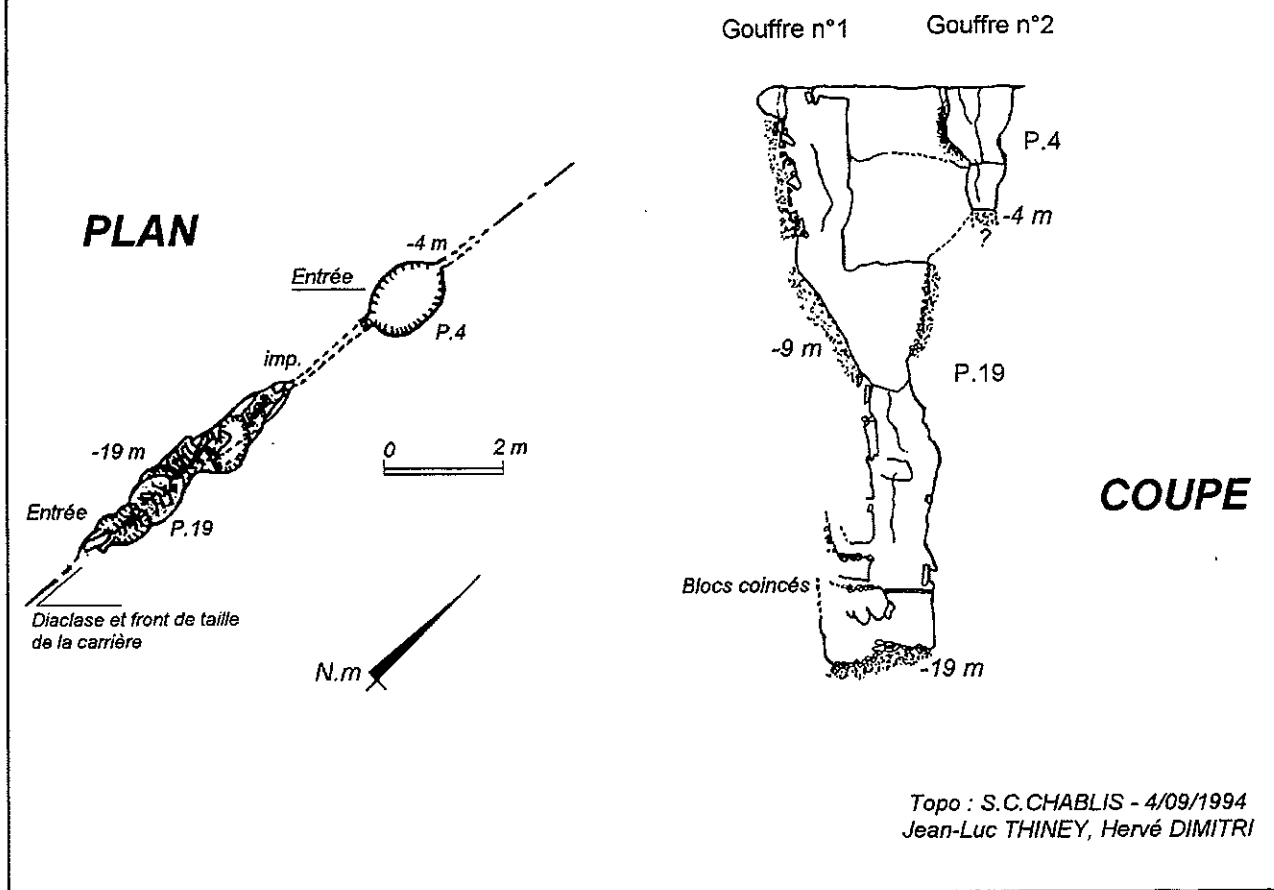 Gouffre n°1
Gouffre n°2
PLAN
-4 m
Entrée
P.4
imp.
-19 m
Entrée
P.19
0
2 m
Diaclase et front de taille
de la carrière
N.m
P.4
-4 m
?
-9 m
P.19
COUPE
Blocs coincés
-19 m
Topo : S.C.CHABLIS - 4/09/1994
Jean-Luc THINEY, Hervé DIMITRI